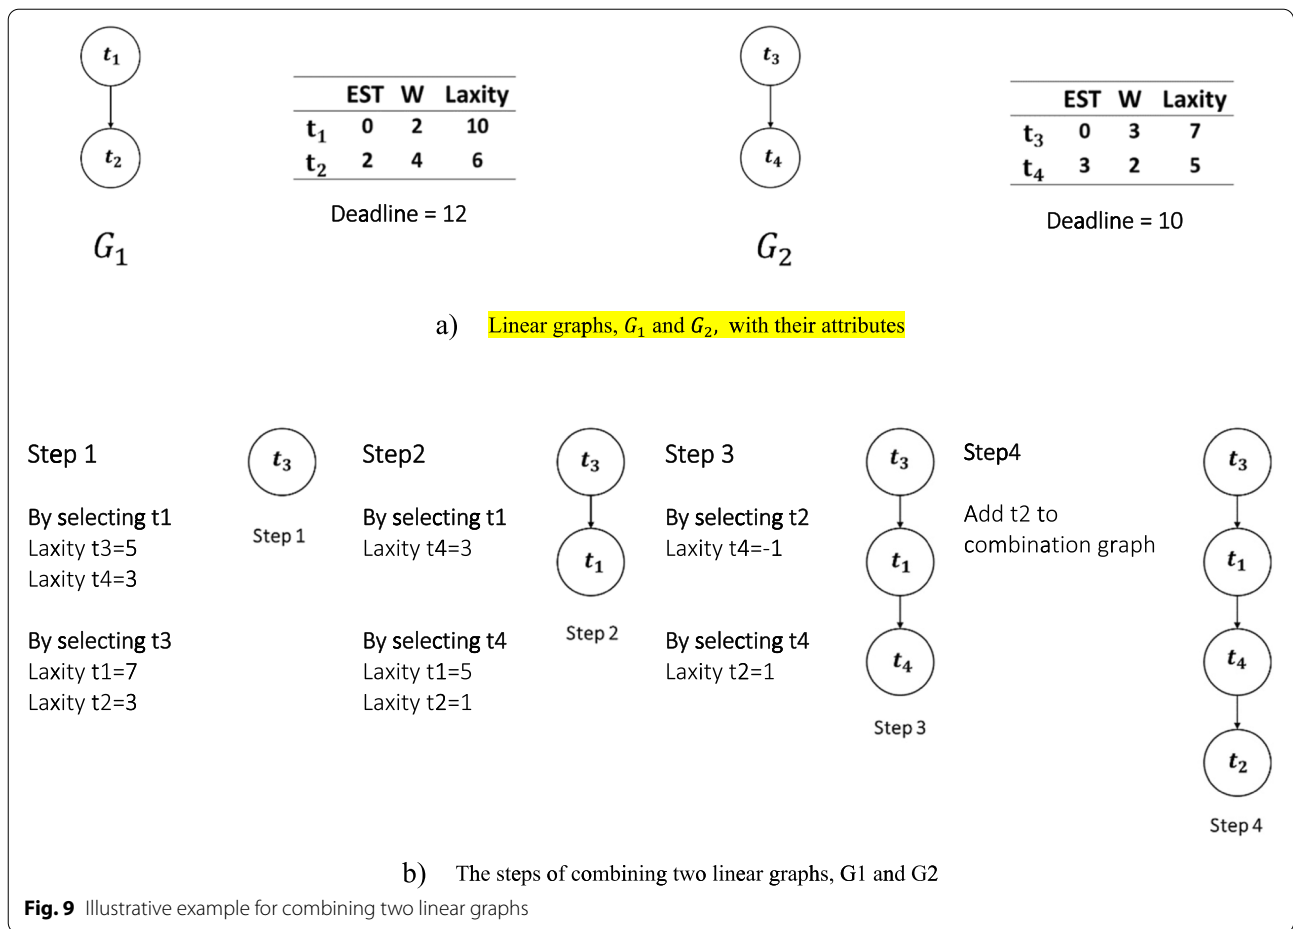 t1
t2
G1
EST W Laxity
t1 0 2 10
t2 2 4 6
Deadline = 12
t3
t4
G2
EST W Laxity
t3 0 3 7
t4 3 2 5
Deadline = 10
a) Linear graphs, G1 and G2, with their attributes
Step 1
By selecting t1
Laxity t3=5
Laxity t4=3
By selecting t3
Laxity t1=7
Laxity t2=3
t3
Step 1
Step2
By selecting t1
Laxity t4=3
By selecting t4
Laxity t1=5
Laxity t2=1
t3
t1
Step 2
Step 3
By selecting t2
Laxity t4=-1
By selecting t4
Laxity t2=1
t3
t1
t4
Step 3
Step4
Add t2 to
combination graph
t3
t1
t4
t2
Step 4
b) The steps of combining two linear graphs, G1 and G2
Fig. 9 Illustrative example for combining two linear graphs